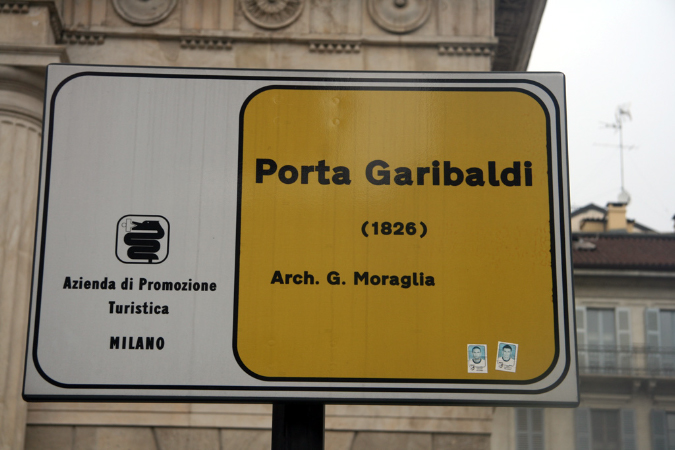 Porta Garibaldi
(1826)
Arch. G. Moraglia
Azienda di Promozione
Turistica
MILANO